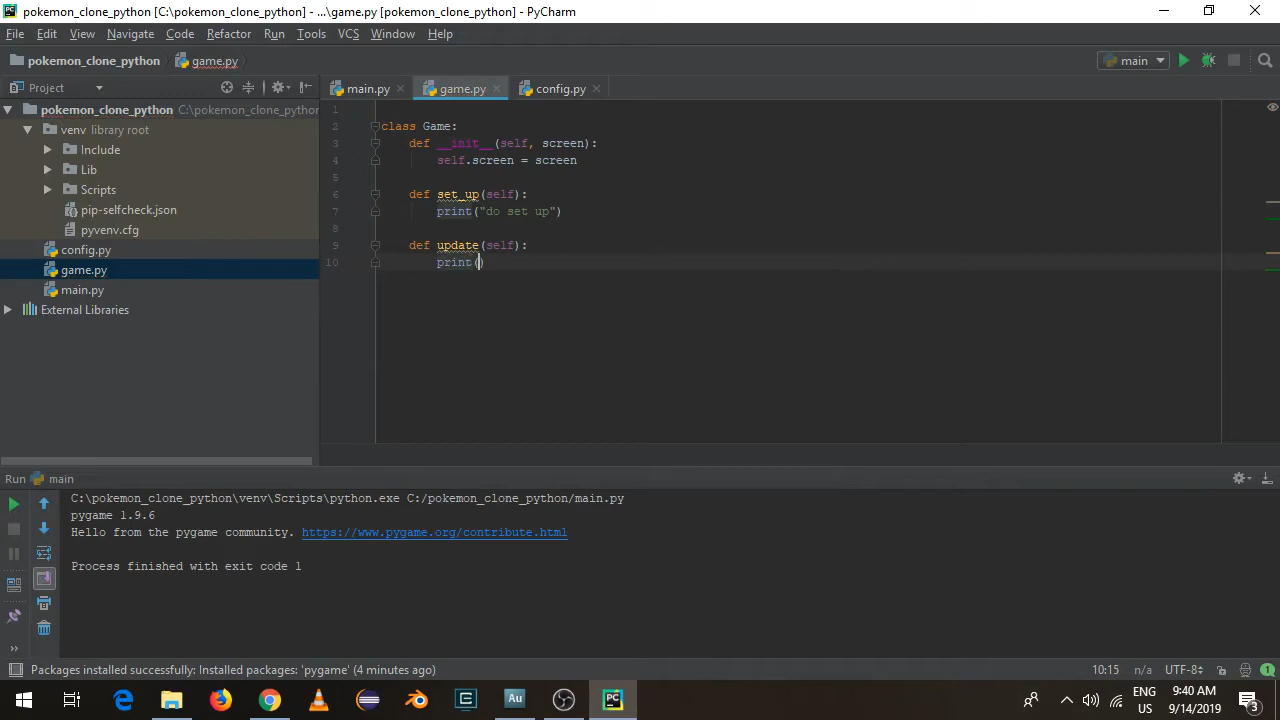 pokemon_clone_python [C:\pokemon_clone_python] - ...\game.py [pokemon_clone_python] - PyCharm
File Edit View Navigate Code Refactor Run Tools VCS Window Help
pokemon_clone_python game.py main
Project main.py game.py config.py
pokemon_clone_python C:\pokemon_clone_python
venv library root
Include
Lib
Scripts
pip-selfcheck.json
pyvenv.cfg
config.py
game.py
main.py
External Libraries
1
2 class Game:
3 def __init__(self, screen):
4 self.screen = screen
5
6 def set_up(self):
7 print("do set up")
8
9 def update(self):
10 print()
Run main
C:\pokemon_clone_python\venv\Scripts\python.exe C:/pokemon_clone_python/main.py
pygame 1.9.6
Hello from the pygame community. https://www.pygame.org/contribute.html
Process finished with exit code 1
Packages installed successfully: Installed packages: 'pygame' (4 minutes ago) 10:15 n/a UTF-8 1
Au PC ENG 9:40 AM
US 9/14/2019 3